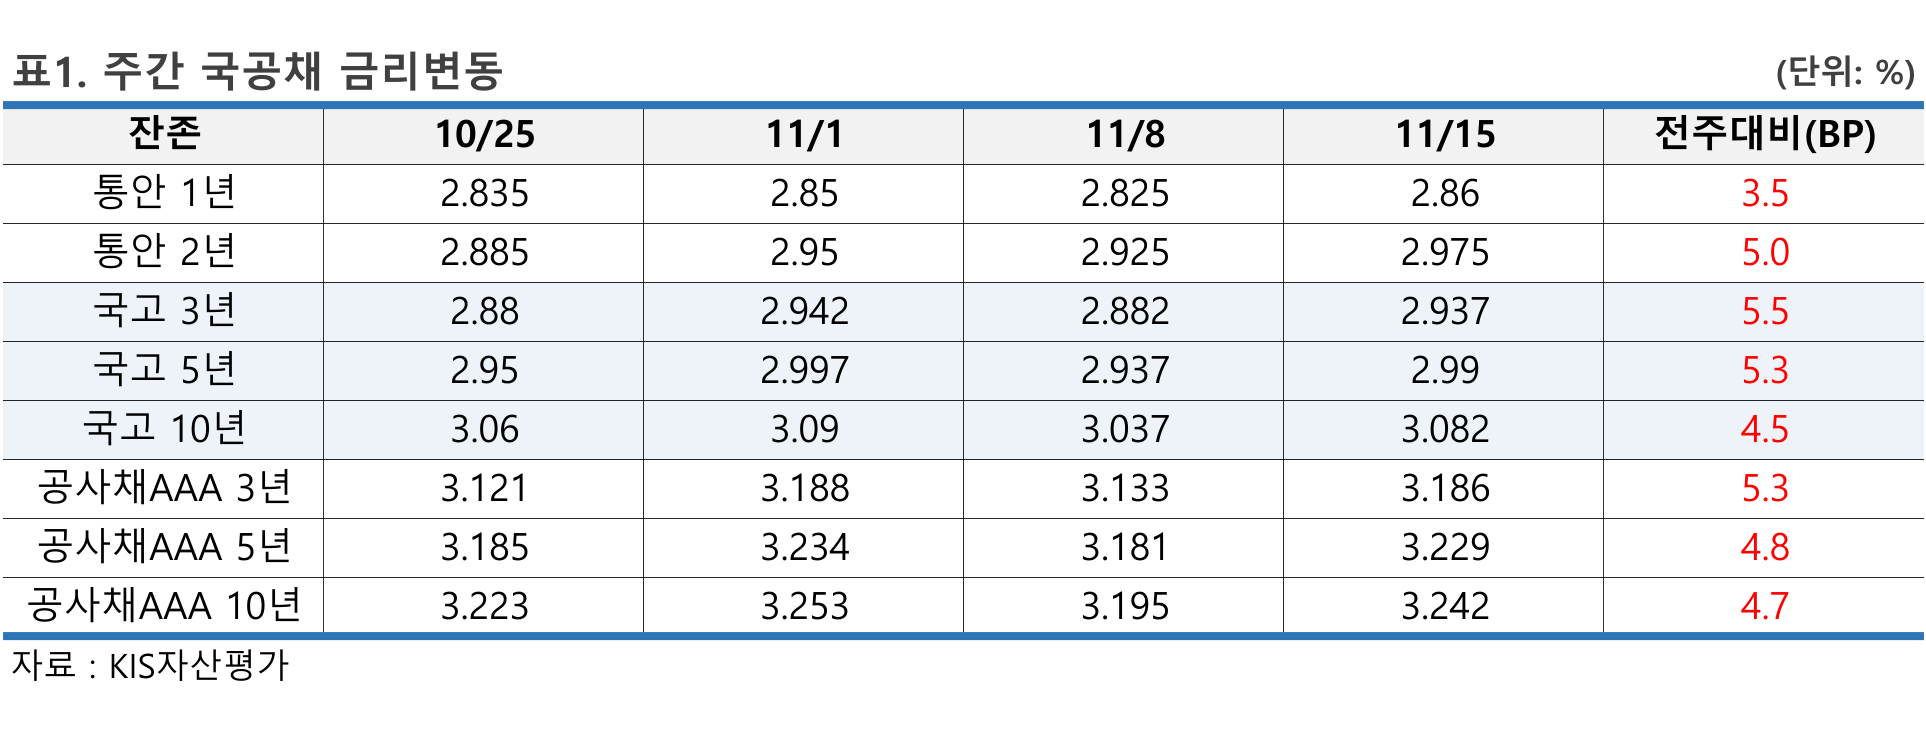 표1. 주간 국공채 금리변동 (단위: %)
잔존 10/25 11/1 11/8 11/15 전주대비(BP)
통안 1년 2.835 2.85 2.825 2.86 3.5
통안 2년 2.885 2.95 2.925 2.975 5.0
국고 3년 2.88 2.942 2.882 2.937 5.5
국고 5년 2.95 2.997 2.937 2.99 5.3
국고 10년 3.06 3.09 3.037 3.082 4.5
공사채AAA 3년 3.121 3.188 3.133 3.186 5.3
공사채AAA 5년 3.185 3.234 3.181 3.229 4.8
공사채AAA 10년 3.223 3.253 3.195 3.242 4.7
자료 : KIS자산평가